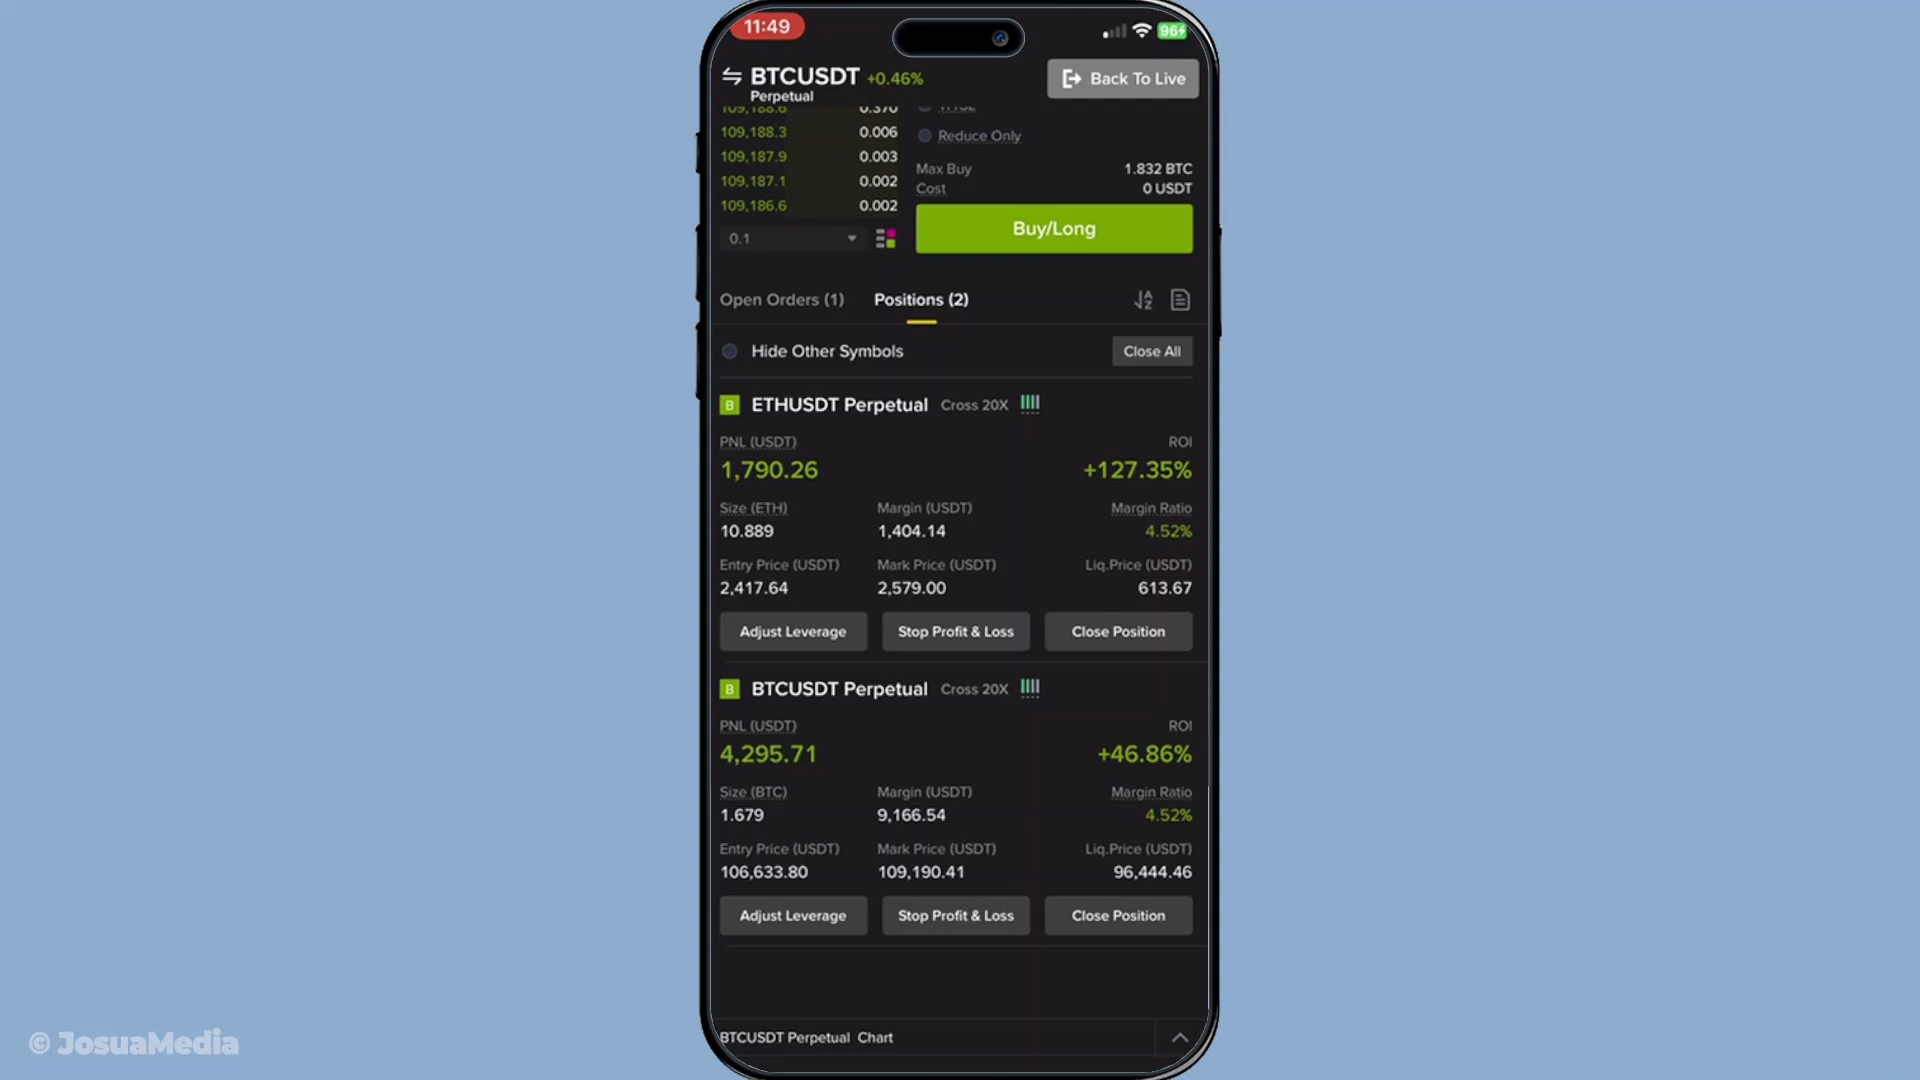 11:49
96
BTCUSDT +0.46%
Back To Live
Perpetual
109,188.6 0.370
109,188.3 0.006
Reduce Only
109,187.9 0.003
Max Buy 1.832 BTC
109,187.1 0.002
Cost 0 USDT
109,186.6 0.002
Buy/Long
0.1
Open Orders (1) Positions (2)
Hide Other Symbols Close All
B ETHUSDT Perpetual Cross 20X
PNL (USDT) ROI
1,790.26 +127.35%
Size (ETH) Margin (USDT) Margin Ratio
10.889 1,404.14 4.52%
Entry Price (USDT) Mark Price (USDT) Liq.Price (USDT)
2,417.64 2,579.00 613.67
Adjust Leverage Stop Profit & Loss Close Position
B BTCUSDT Perpetual Cross 20X
PNL (USDT) ROI
4,295.71 +46.86%
Size (BTC) Margin (USDT) Margin Ratio
1.679 9,166.54 4.52%
Entry Price (USDT) Mark Price (USDT) Liq.Price (USDT)
106,633.80 109,190.41 96,444.46
Adjust Leverage Stop Profit & Loss Close Position
BTCUSDT Perpetual Chart
© JosuaMedia